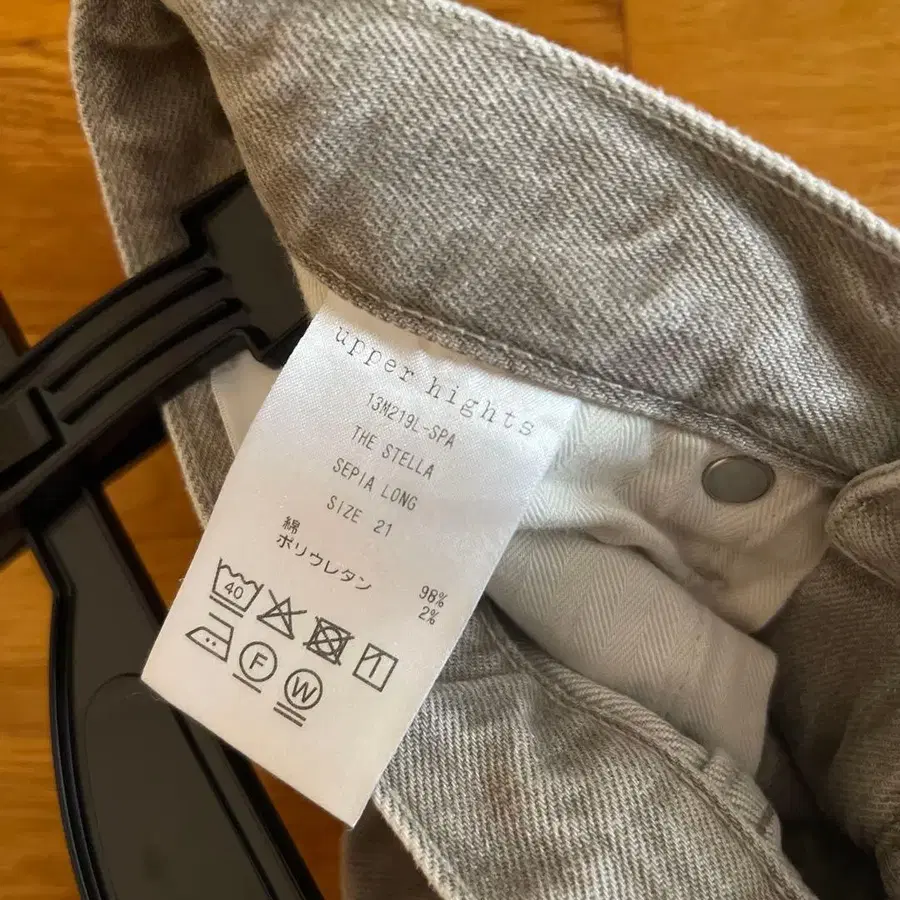 upper hights
13M219L-SPA
THE STELLA
SEPIA LONG
SIZE 21
綿 98%
ポリウレタン 2%
40
F
W